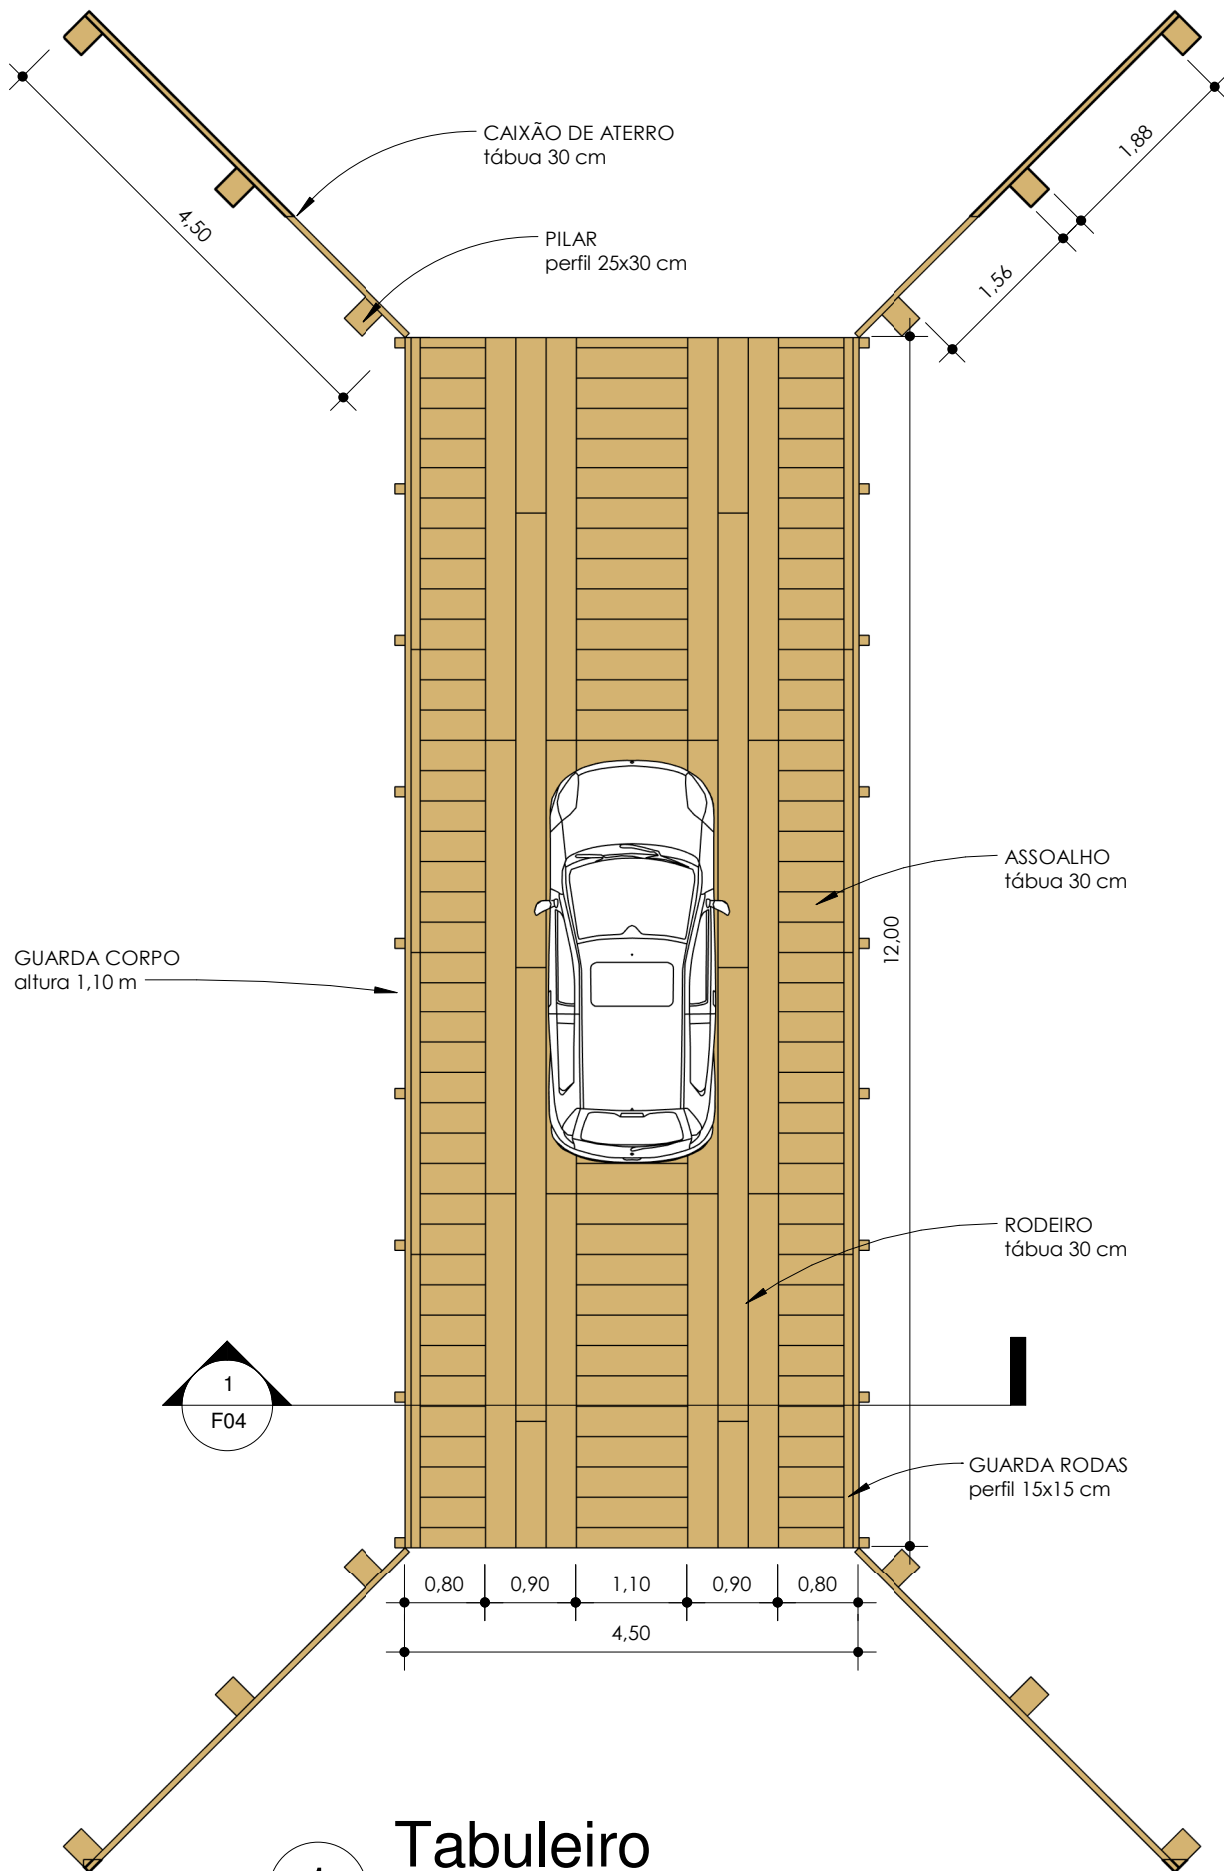 CAIXÃO DE ATERRO
tábua 30 cm
1,88
4,50
PILAR
perfil 25x30 cm
1,56
ASSOALHO
tábua 30 cm
12,00
GUARDA CORPO
altura 1,10 m
RODEIRO
tábua 30 cm
1
F04
GUARDA RODAS
perfil 15x15 cm
0,80
0,90
1,10
0,90
0,80
4,50
Tabuleiro